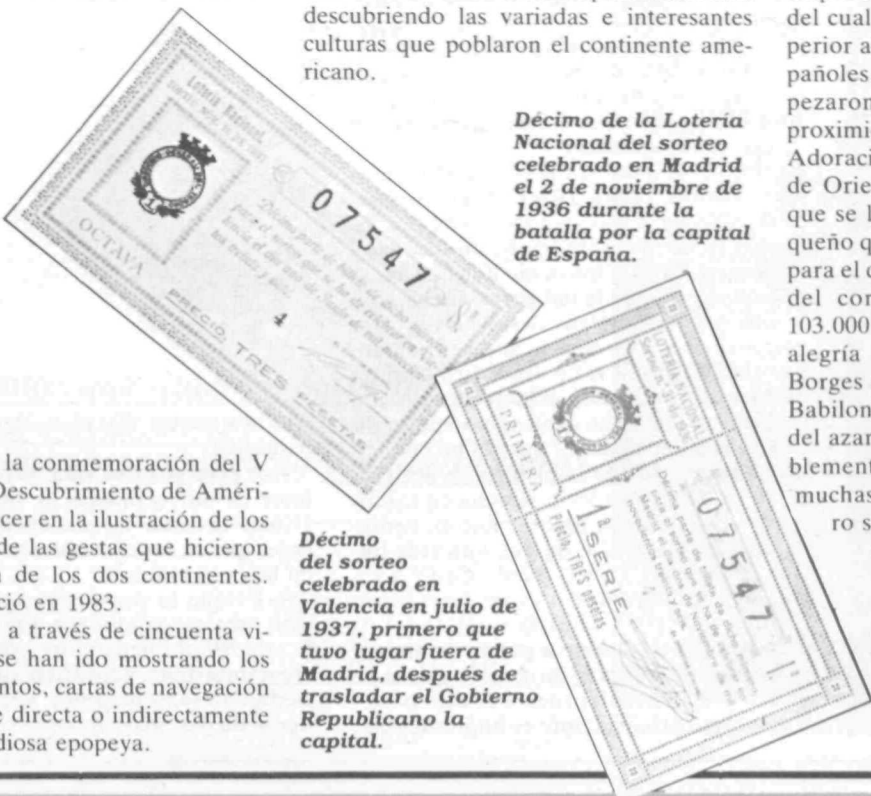 descubriendo las variadas e interesantes
culturas que poblaron el continente ame-
ricano.
Décimo de la Lotería
Nacional del sorteo
celebrado en Madrid
el 2 de noviembre de
1936 durante la
batalla por la capital
de España.
07547
OCTAVA
4
PRECIO TRES PESETAS
la conmemoración del V
Descubrimiento de Améri-
cer en la ilustración de los
de las gestas que hicieron
de los dos continentes.
ció en 1983.
a través de cincuenta vi-
se han ido mostrando los
ntos, cartas de navegación
e directa o indirectamente
diosa epopeya.
Décimo
del sorteo
celebrado en
Valencia en julio de
1937, primero que
tuvo lugar fuera de
Madrid, después de
trasladar el Gobierno
Republicano la
capital.
LOTERIA NACIONAL
PRIMERA
07547
1.ª SERIE
del cual
perior a
pañoles
pezaron
proximi
Adoraci
de Orie
que se l
queño q
para el c
del cor
103.000
alegría
Borges
Babilon
del azar
blement
muchas
ro s